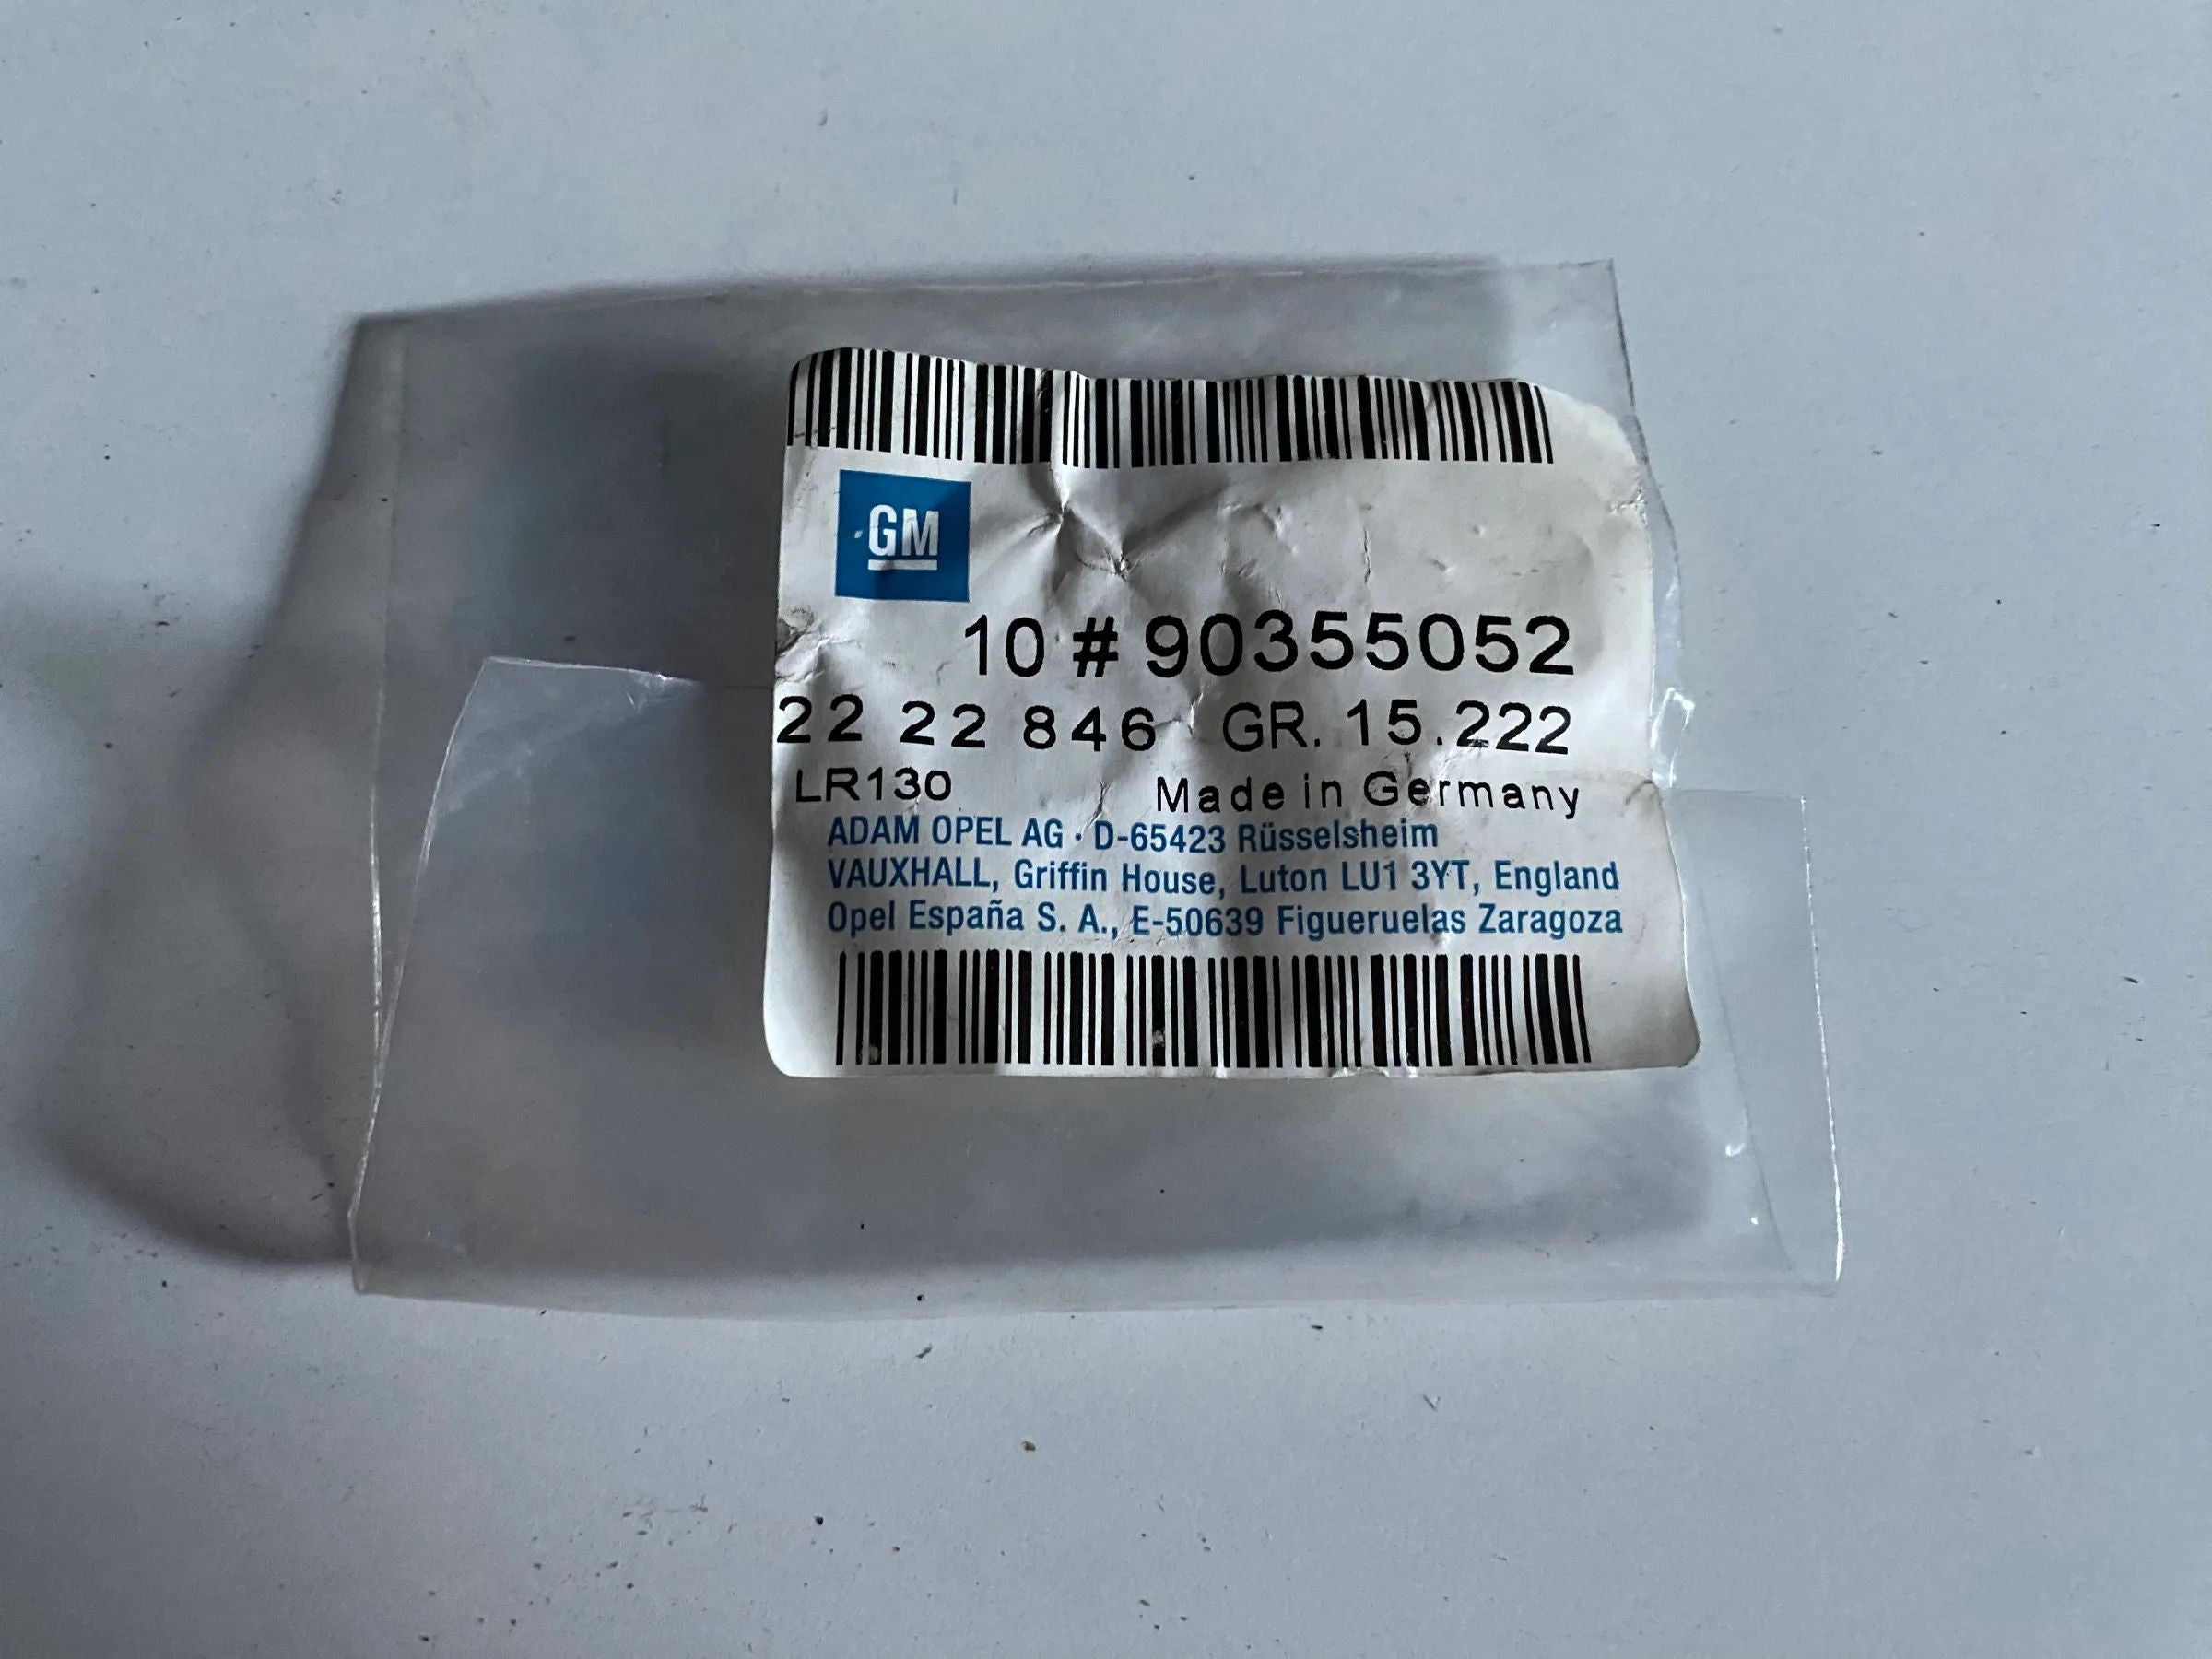 GM
10 # 90355052
22 22 846 GR. 15.222
LR130 Made in Germany
ADAM OPEL AG · D-65423 Rüsselsheim
VAUXHALL, Griffin House, Luton LU1 3YT, England
Opel España S. A., E-50639 Figueruelas Zaragoza